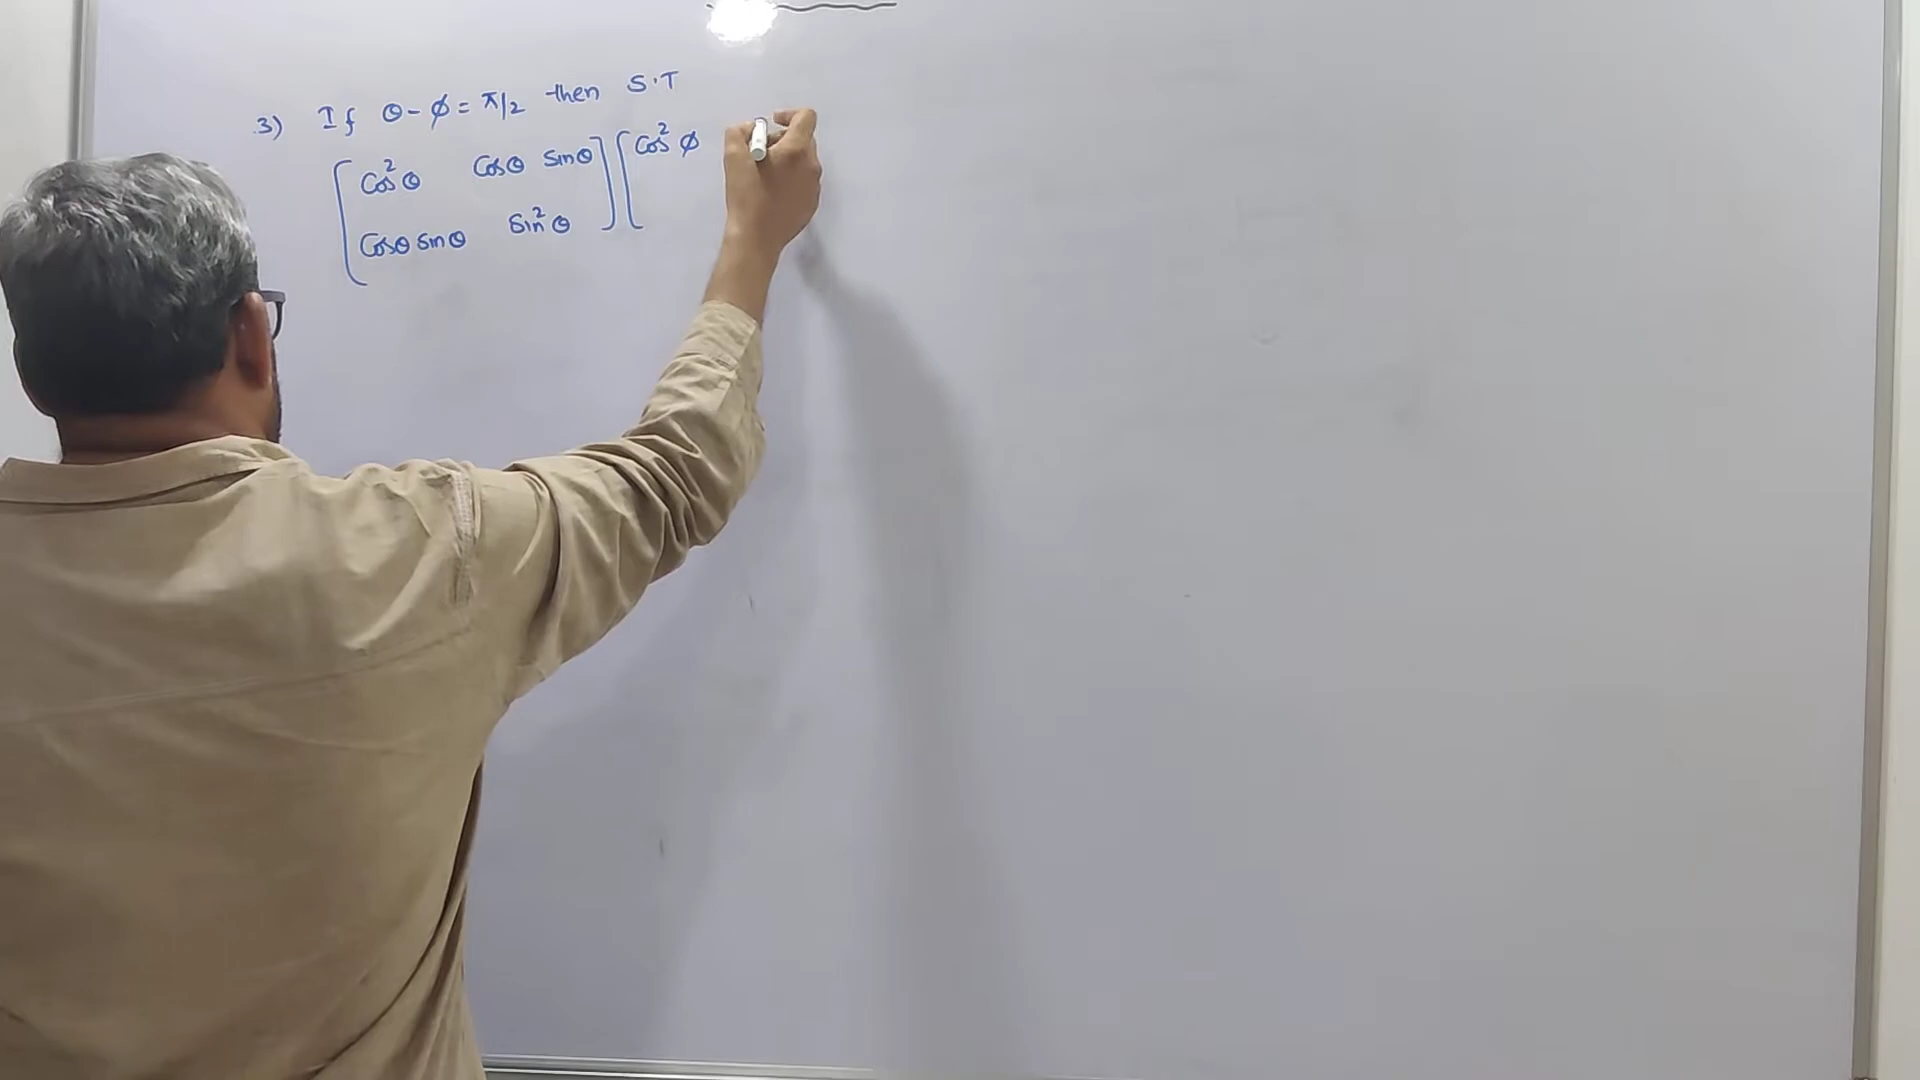 3) If θ - ϕ = π/2 then S.T
[ Cos²θ Cosθ Sinθ ] [ Cos²ϕ
Cosθ Sinθ Sin²θ